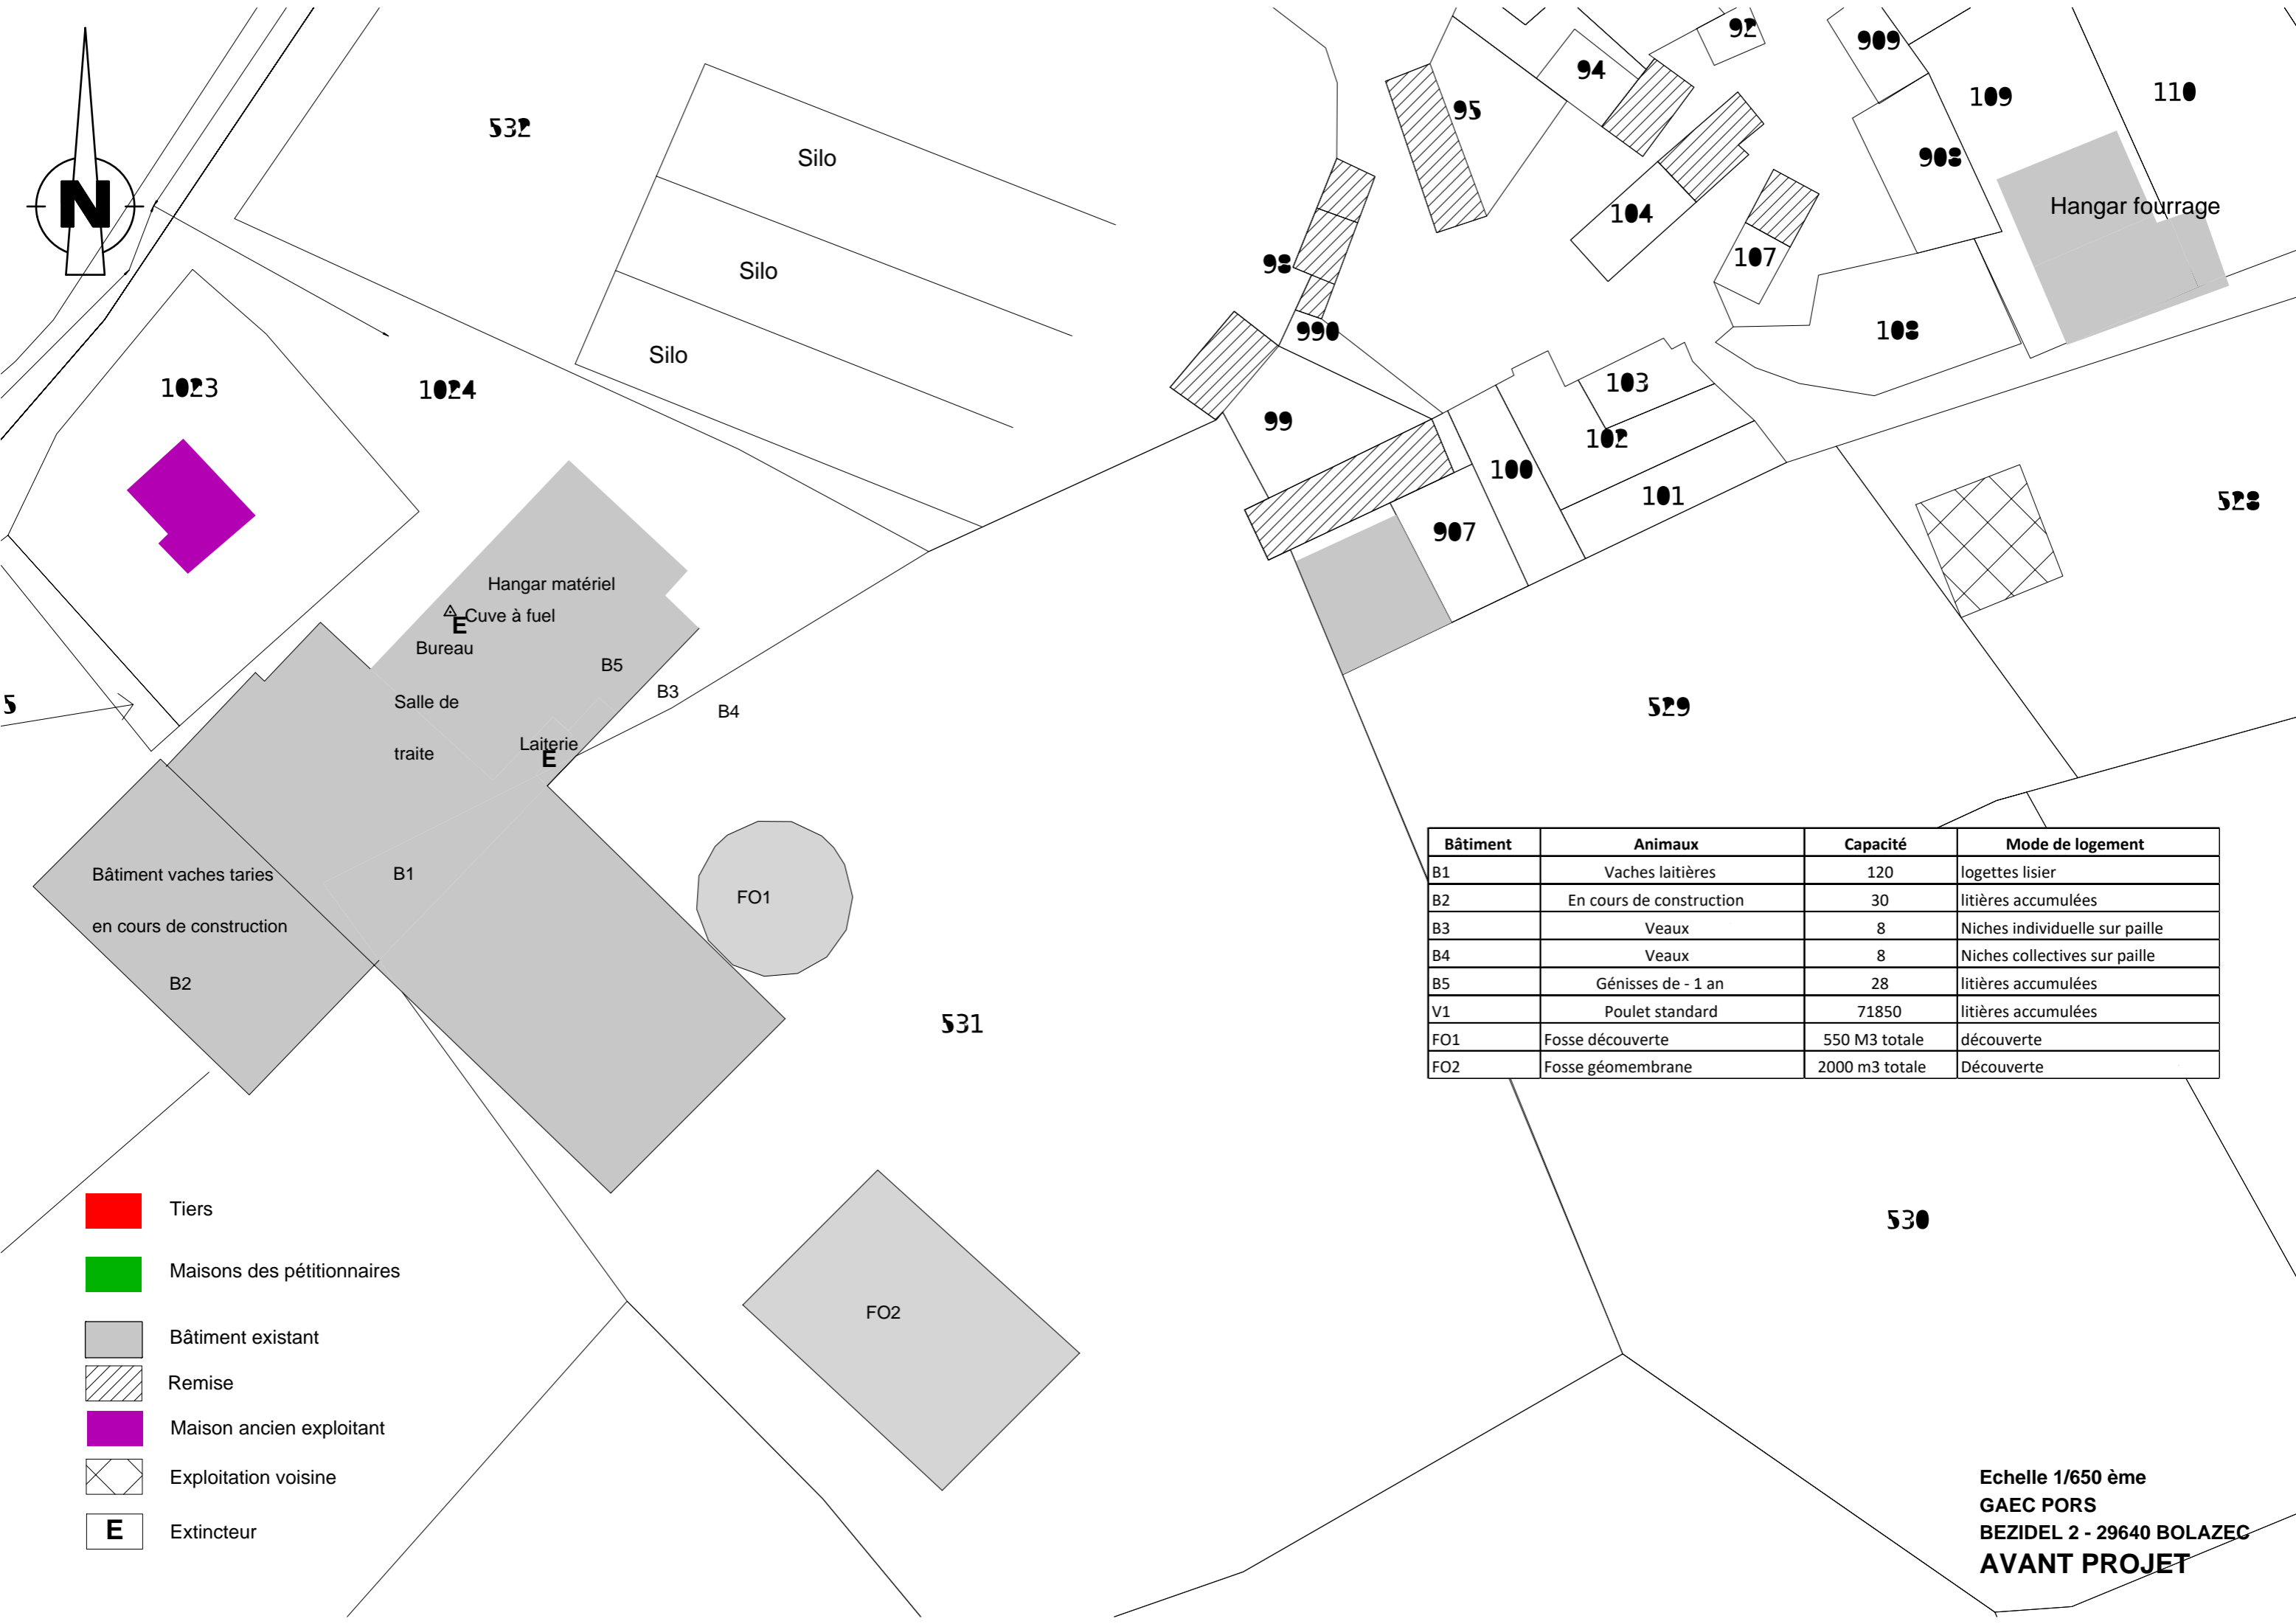 N
532
Silo
Silo
Silo
92
94
95
909
109
110
908
Hangar fourrage
104
107
98
990
108
1023
1024
99
103
102
100
101
907
528
Hangar matériel
Cuve à fuel
E
Bureau
B5
Salle de
traite
B3
B4
Laiterie
E
5
529
Bâtiment vaches taries
en cours de construction
B2
B1
FO1
531
Bâtiment Animaux Capacité Mode de logement
B1 Vaches laitières 120 logettes lisier
B2 En cours de construction 30 litières accumulées
B3 Veaux 8 Niches individuelle sur paille
B4 Veaux 8 Niches collectives sur paille
B5 Génisses de - 1 an 28 litières accumulées
V1 Poulet standard 71850 litières accumulées
FO1 Fosse découverte 550 M3 totale découverte
FO2 Fosse géomembrane 2000 m3 totale Découverte
530
FO2
Tiers
Maisons des pétitionnaires
Bâtiment existant
Remise
Maison ancien exploitant
Exploitation voisine
E Extincteur
Echelle 1/650 ème
GAEC PORS
BEZIDEL 2 - 29640 BOLAZEC
AVANT PROJET